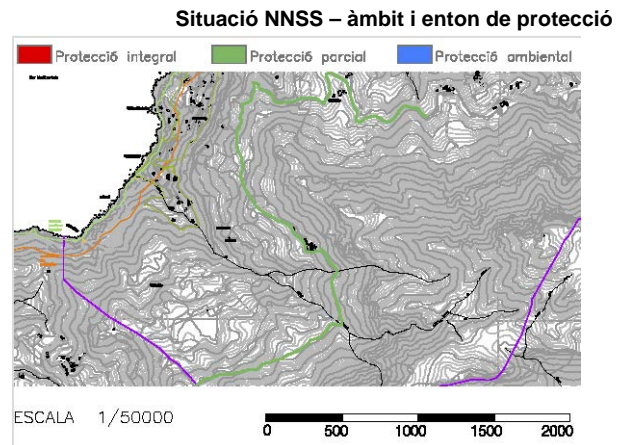 Situació NNSS – àmbit i enton de protecció
Protecció integral
Protecció parcial
Protecció ambiental
ESCALA 1/50000
0 500 1000 1500 2000